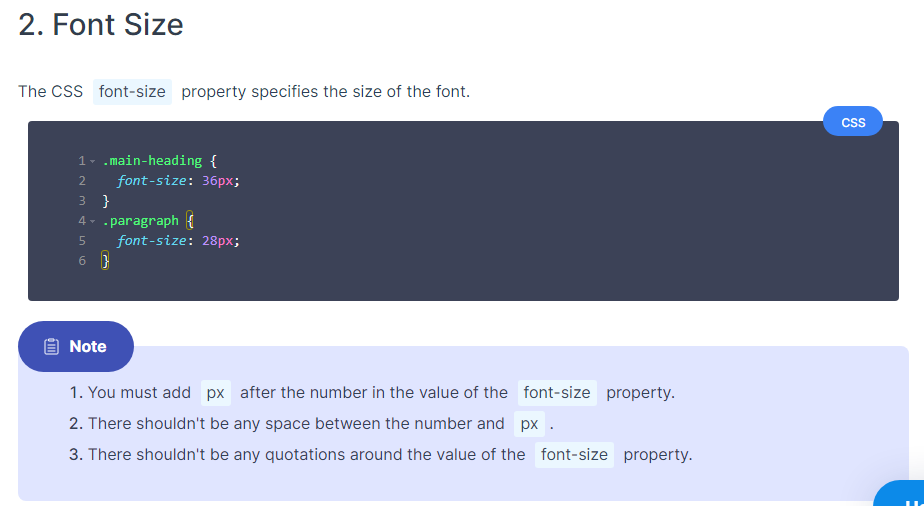 2. Font Size
The CSS font-size property specifies the size of the font.
CSS
1 .main-heading {
2 font-size: 36px;
3 }
4 .paragraph {
5 font-size: 28px;
6 }
Note
1. You must add px after the number in the value of the font-size property.
2. There shouldn't be any space between the number and px .
3. There shouldn't be any quotations around the value of the font-size property.